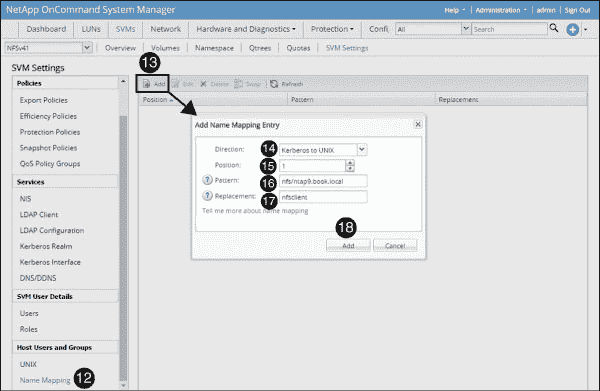 NetApp OnCommand System Manager
Help Administration admin Sign Out
Dashboard LUNs SVMs Network Hardware and Diagnostics Protection Confi, All Search
NFSv41 Overview Volumes Namespace Qtrees Quotas SVM Settings
SVM Settings
13
Policies
Export Policies
Efficiency Policies
Protection Policies
Snapshot Policies
QoS Policy Groups
Services
NIS
LDAP Client
LDAP Configuration
Kerberos Realm
Kerberos Interface
DNS/DDNS
SVM User Details
Users
Roles
Host Users and Groups
UNIX
Name Mapping 12
Add Edit Delete Swap Refresh
Position Pattern Replacement
Add Name Mapping Entry
Direction: 14 Kerberos to UNIX
Position: 15 1
Pattern: 16 nfs/ntap9.book.local
Replacement: 17 nfsclient
Tell me more about name mapping
18
Add Cancel